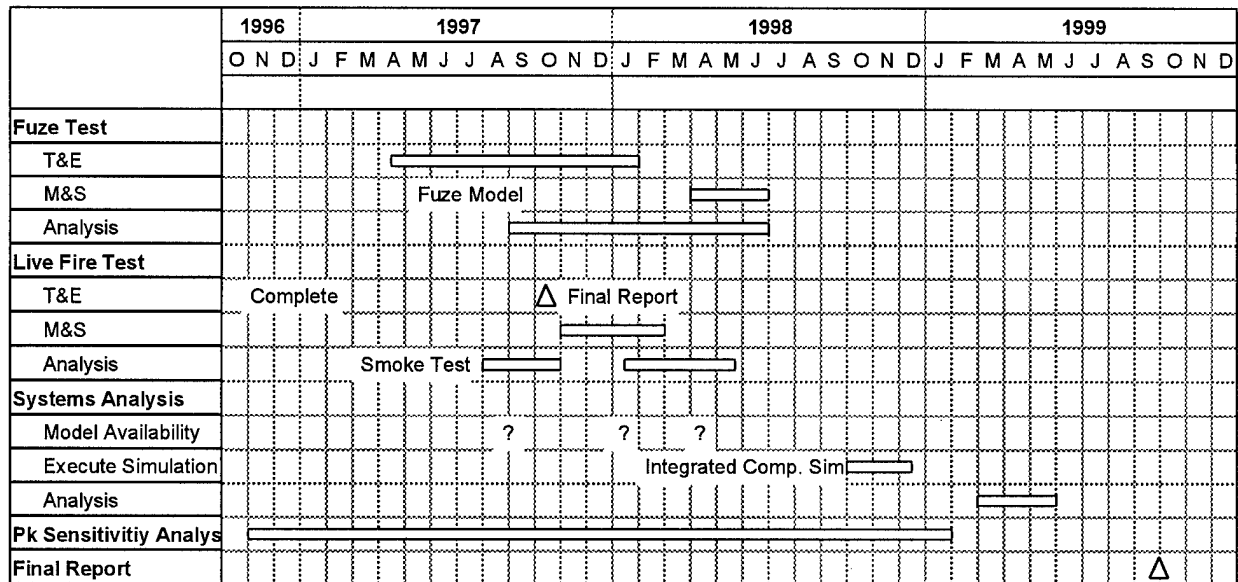 1996 1997 1998 1999
O N D J F M A M J J A S O N D J F M A M J J A S O N D J F M A M J J A S O N D
Fuze Test
T&E
M&S Fuze Model
Analysis
Live Fire Test
T&E Complete Final Report
M&S
Analysis Smoke Test
Systems Analysis
Model Availability ? ? ?
Execute Simulation Integrated Comp. Sim
Analysis
Pk Sensitivitiy Analys
Final Report